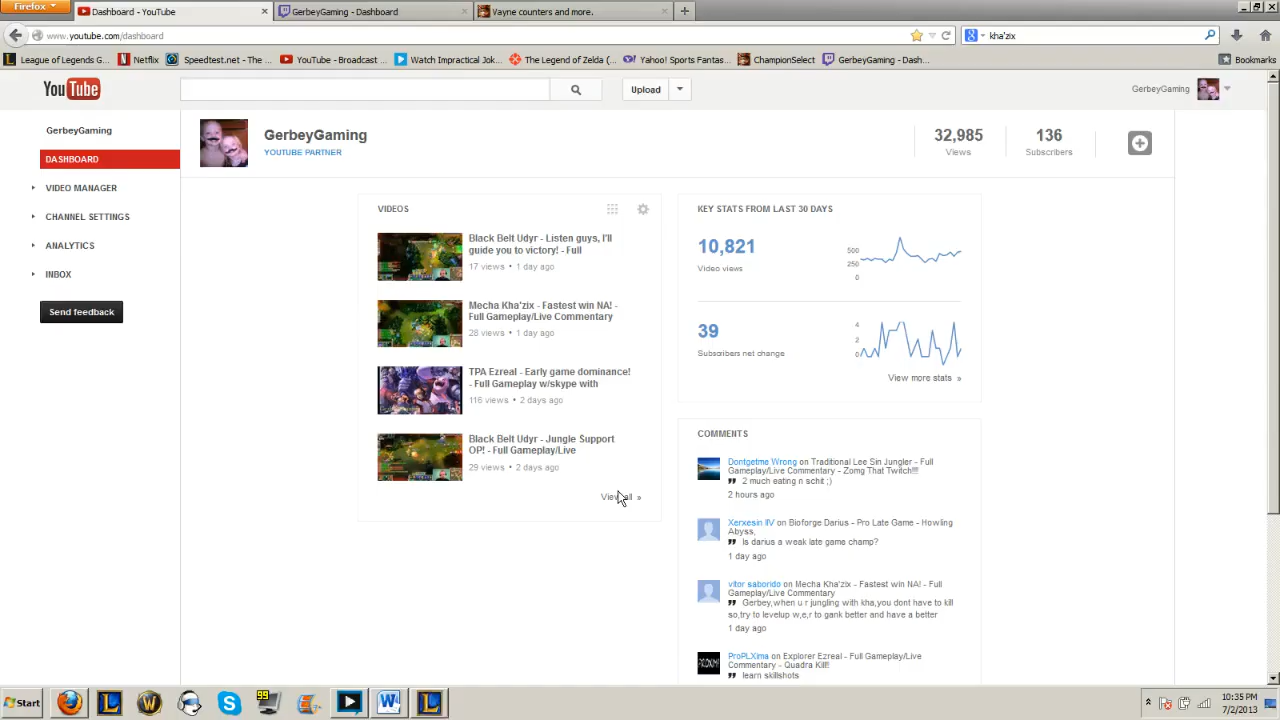 Firefox
Dashboard - YouTube
GerbeyGaming - Dashboard
Vayne counters and more.
www.youtube.com/dashboard
kha'zix
League of Legends G...
Netflix
Speedtest.net - The ...
YouTube - Broadcast ...
Watch Impractical Jok...
The Legend of Zelda (...
Yahoo! Sports Fantas...
ChampionSelect
GerbeyGaming - Dash...
Bookmarks
YouTube
Upload
GerbeyGaming
GerbeyGaming
DASHBOARD
VIDEO MANAGER
CHANNEL SETTINGS
ANALYTICS
INBOX
Send feedback
GerbeyGaming
YOUTUBE PARTNER
32,985
Views
136
Subscribers
VIDEOS
Black Belt Udyr - Listen guys, I'll
guide you to victory! - Full
17 views • 1 day ago
Mecha Kha'zix - Fastest win NA! -
Full Gameplay/Live Commentary
28 views • 1 day ago
TPA Ezreal - Early game dominance!
- Full Gameplay w/skype with
116 views • 2 days ago
Black Belt Udyr - Jungle Support
OP! - Full Gameplay/Live
29 views • 2 days ago
View all »
KEY STATS FROM LAST 30 DAYS
10,821
Video views
500
250
0
39
Subscribers net change
4
2
0
View more stats »
COMMENTS
Dontgetme Wrong on Traditional Lee Sin Jungler - Full
Gameplay/Live Commentary - Zomg That Twitch!!!!
2 much eating n schit ;)
2 hours ago
Xerxesin IIV on Bioforge Darius - Pro Late Game - Howling
Abyss,
Is darius a weak late game champ?
1 day ago
vitor saborido on Mecha Kha'zix - Fastest win NA! - Full
Gameplay/Live Commentary
Gerbey,when u r jungling with kha,you dont have to kill
so,try to levelup w,e,r to gank better and have a better
1 day ago
ProPLXima on Explorer Ezreal - Full Gameplay/Live
Commentary - Quadra Kill!!
learn skillshots
Start
99
10:35 PM
7/2/2013